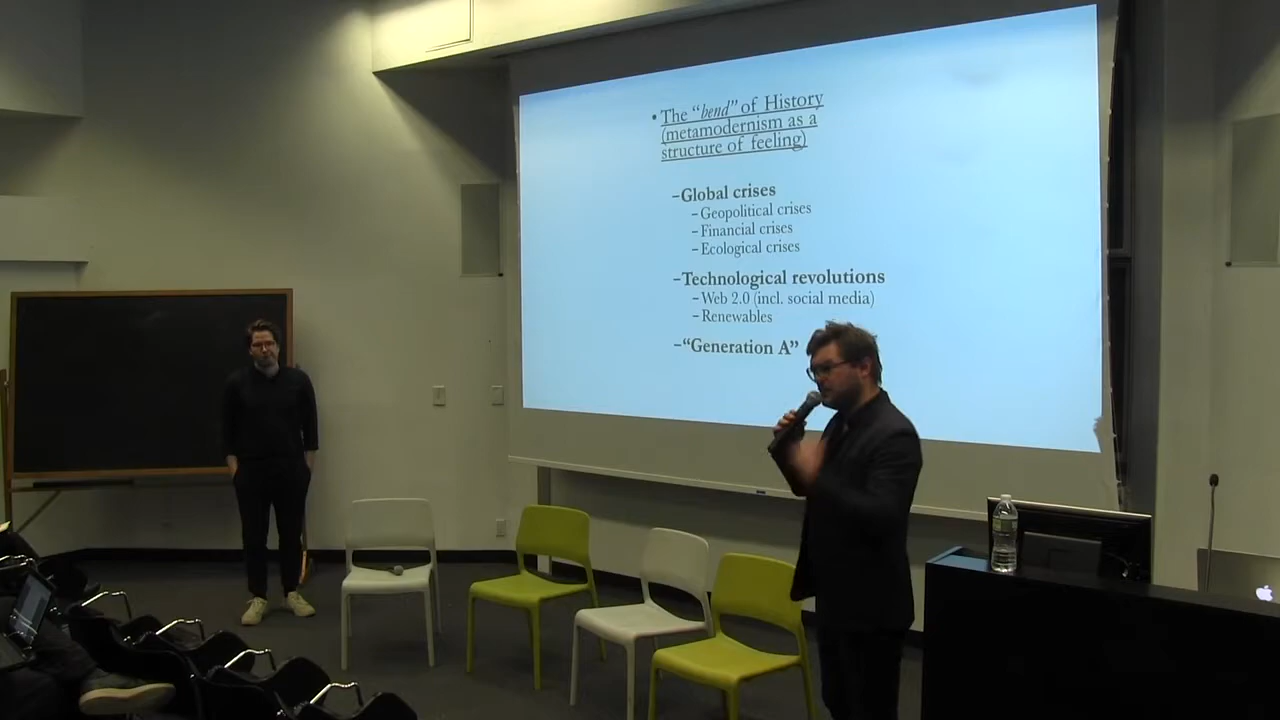 • The “bend” of History
(metamodernism as a
structure of feeling)
–Global crises
–Geopolitical crises
–Financial crises
–Ecological crises
–Technological revolutions
–Web 2.0 (incl. social media)
–Renewables
–“Generation A”